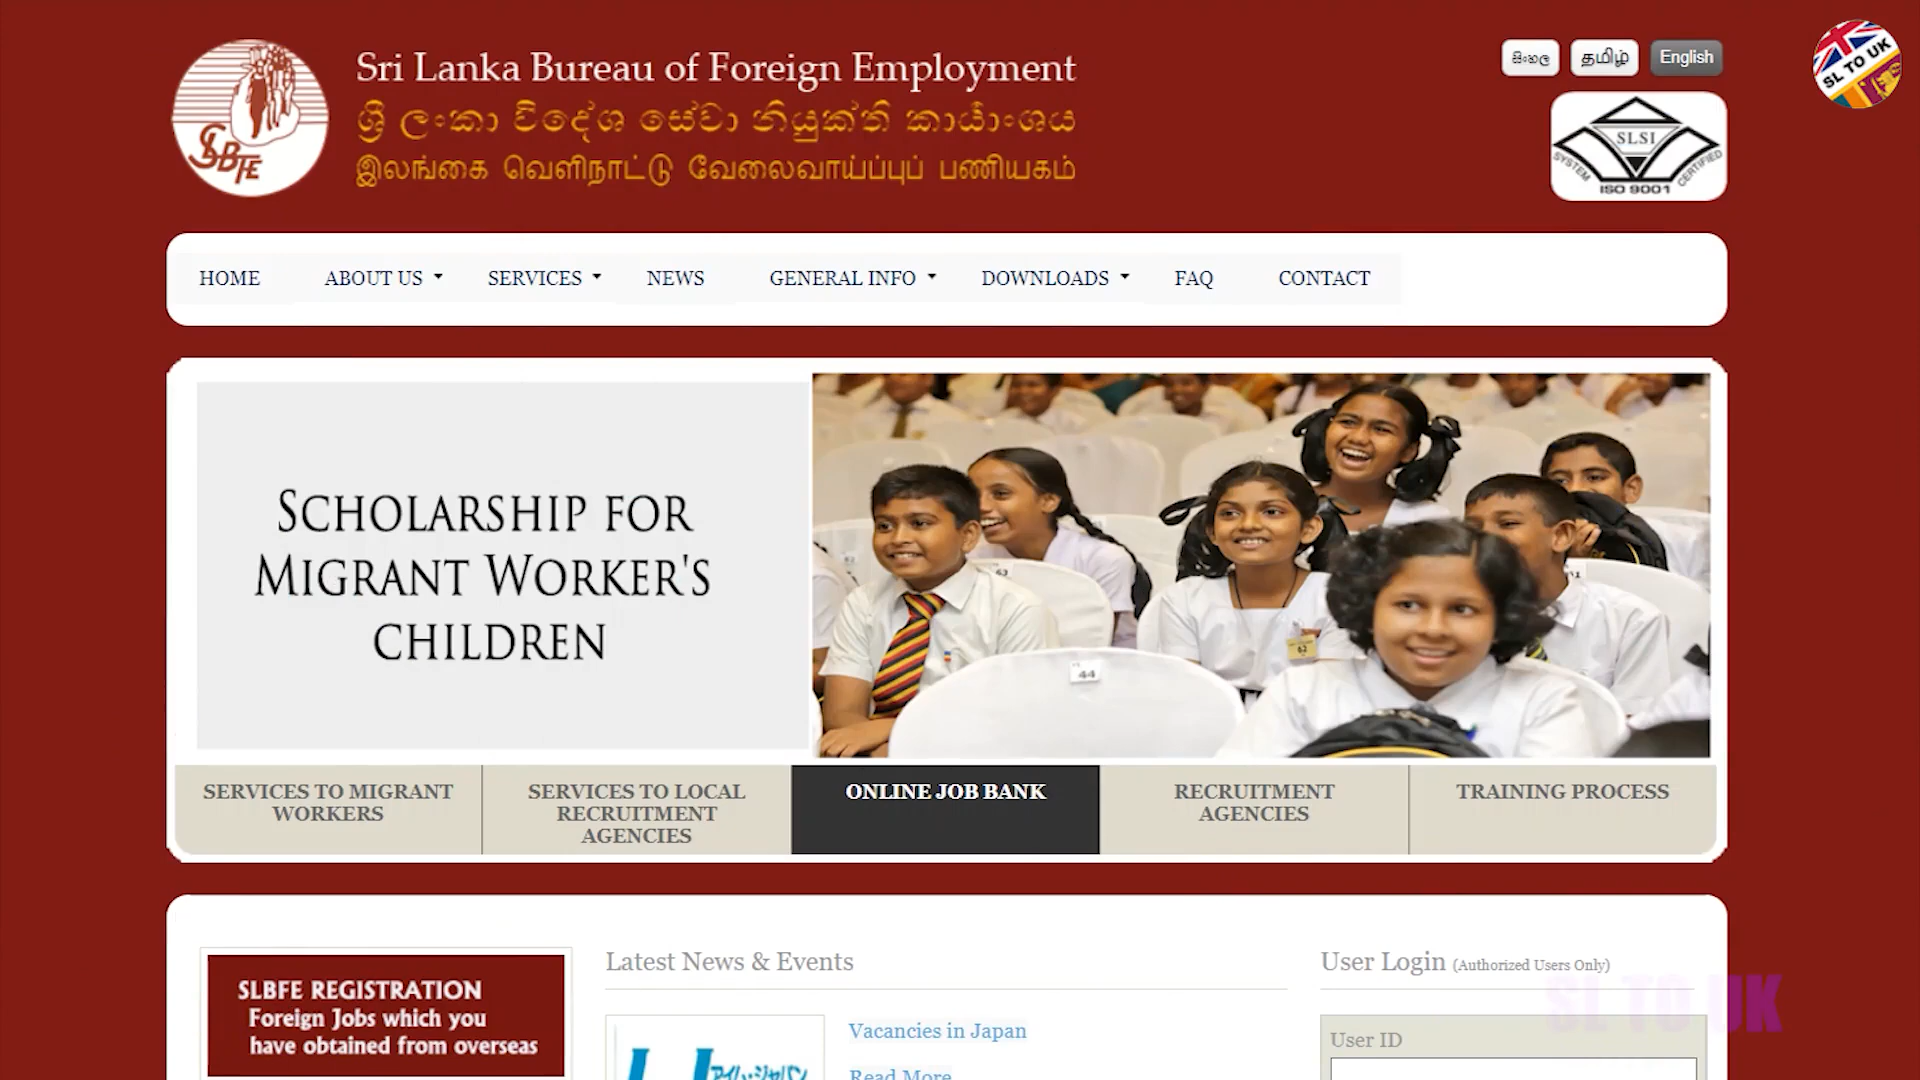 Sri Lanka Bureau of Foreign Employment
ශ්‍රී ලංකා විදේශ සේවා නියුක්ති කාර්යාංශය
இலங்கை வெளிநாட்டு வேலைவாய்ப்புப் பணியகம்
SLBFE
සිංහල
தமிழ்
English
SL TO UK
SLSI
SYSTEM CERTIFIED
ISO 9001
HOME
ABOUT US
SERVICES
NEWS
GENERAL INFO
DOWNLOADS
FAQ
CONTACT
SCHOLARSHIP FOR
MIGRANT WORKER'S
CHILDREN
62
44
SERVICES TO MIGRANT
WORKERS
SERVICES TO LOCAL
RECRUITMENT
AGENCIES
ONLINE JOB BANK
RECRUITMENT
AGENCIES
TRAINING PROCESS
SLBFE REGISTRATION
Foreign Jobs which you
have obtained from overseas
Latest News & Events
Vacancies in Japan
Read More
User Login (Authorized Users Only)
SL TO UK
User ID